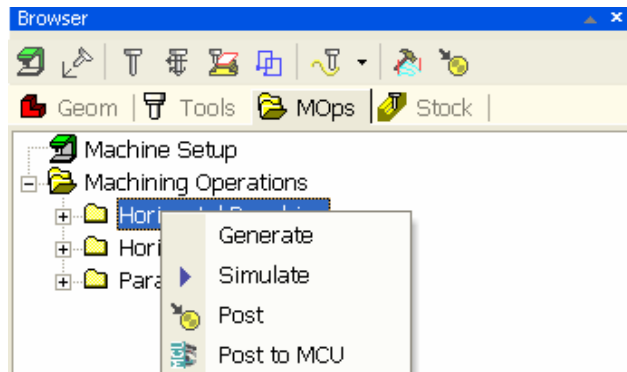 Browser
Geom Tools MOps Stock
Machine Setup
Machining Operations
Generate
Simulate
Post
Post to MCU